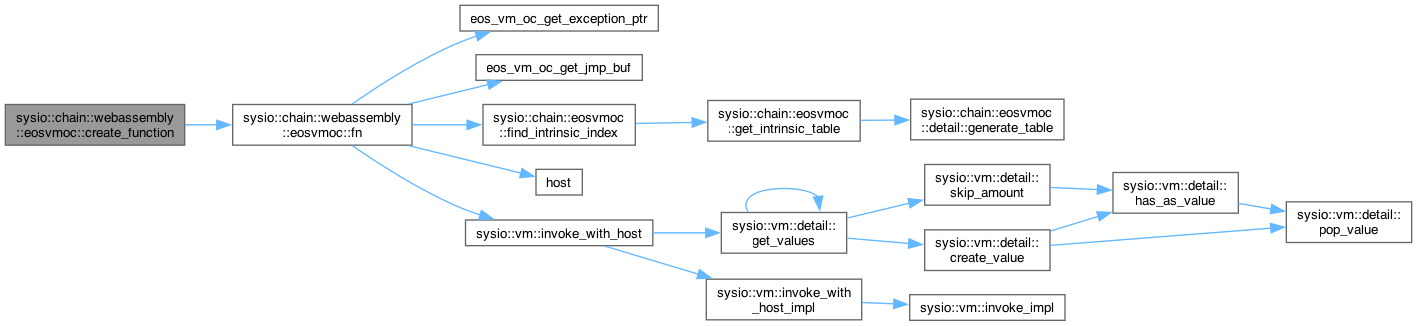 sysio::chain::webassembly
::eosvmoc::create_function
sysio::chain::webassembly
::eosvmoc::fn
eos_vm_oc_get_exception_ptr
eos_vm_oc_get_jmp_buf
sysio::chain::eosvmoc
::find_intrinsic_index
sysio::chain::eosvmoc
::get_intrinsic_table
sysio::chain::eosvmoc
::detail::generate_table
host
sysio::vm::invoke_with_host
sysio::vm::detail::
get_values
sysio::vm::detail::
skip_amount
sysio::vm::detail::
has_as_value
sysio::vm::detail::
pop_value
sysio::vm::detail::
create_value
sysio::vm::invoke_with
_host_impl
sysio::vm::invoke_impl